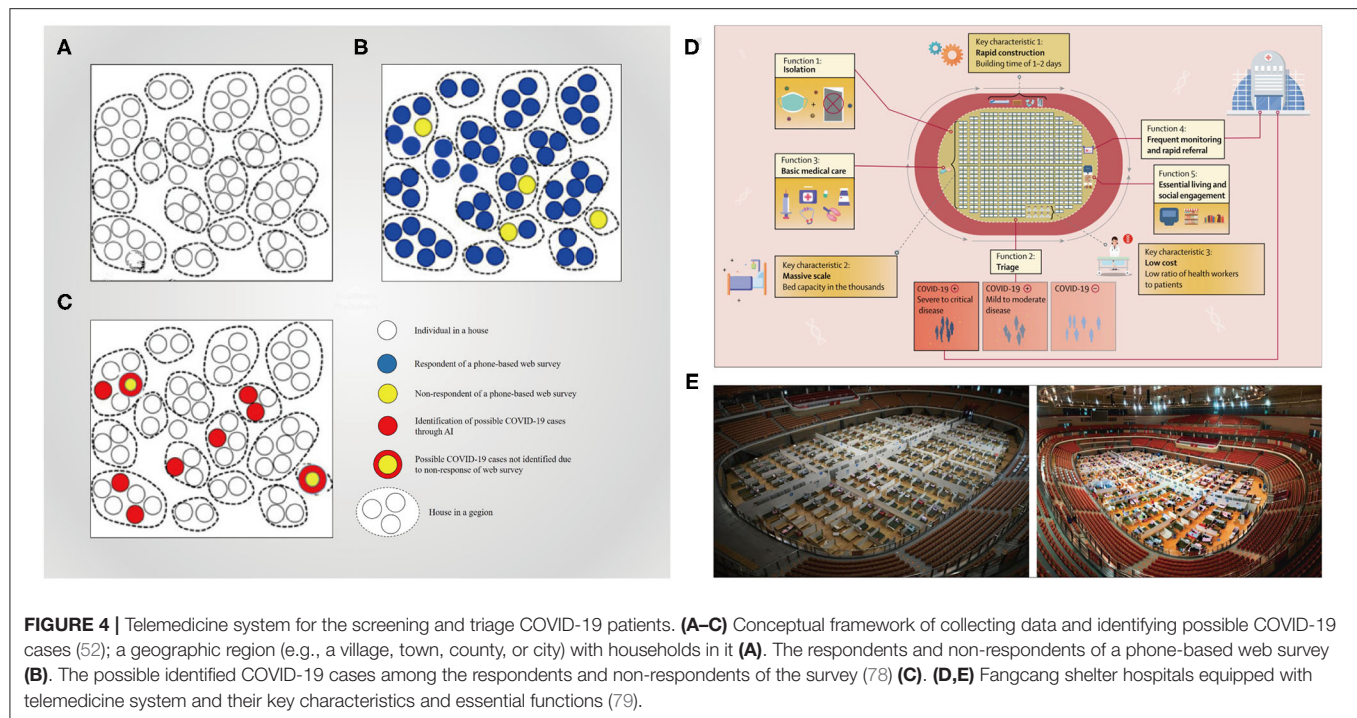 A
B
C
Individual in a house
Respondent of a phone-based web survey
Non-respondent of a phone-based web survey
Identification of possible COVID-19 cases
through AI
Possible COVID-19 cases not identified due
to non-response of web survey
House in a gegion
D
Key characteristic 1:
Rapid construction
Building time of 1–2 days
Function 1:
Isolation
Function 3:
Basic medical care
Function 4:
Frequent monitoring
and rapid referral
Function 5:
Essential living and
social engagement
Key characteristic 2:
Massive scale
Bed capacity in the thousands
Function 2:
Triage
Key characteristic 3:
Low cost
Low ratio of health workers
to patients
COVID-19 +
Severe to critical
disease
COVID-19 +
Mild to moderate
disease
COVID-19 −
E
FIGURE 4 | Telemedicine system for the screening and triage COVID-19 patients. (A–C) Conceptual framework of collecting data and identifying possible COVID-19
cases (52); a geographic region (e.g., a village, town, county, or city) with households in it (A). The respondents and non-respondents of a phone-based web survey
(B). The possible identified COVID-19 cases among the respondents and non-respondents of the survey (78) (C). (D,E) Fangcang shelter hospitals equipped with
telemedicine system and their key characteristics and essential functions (79).